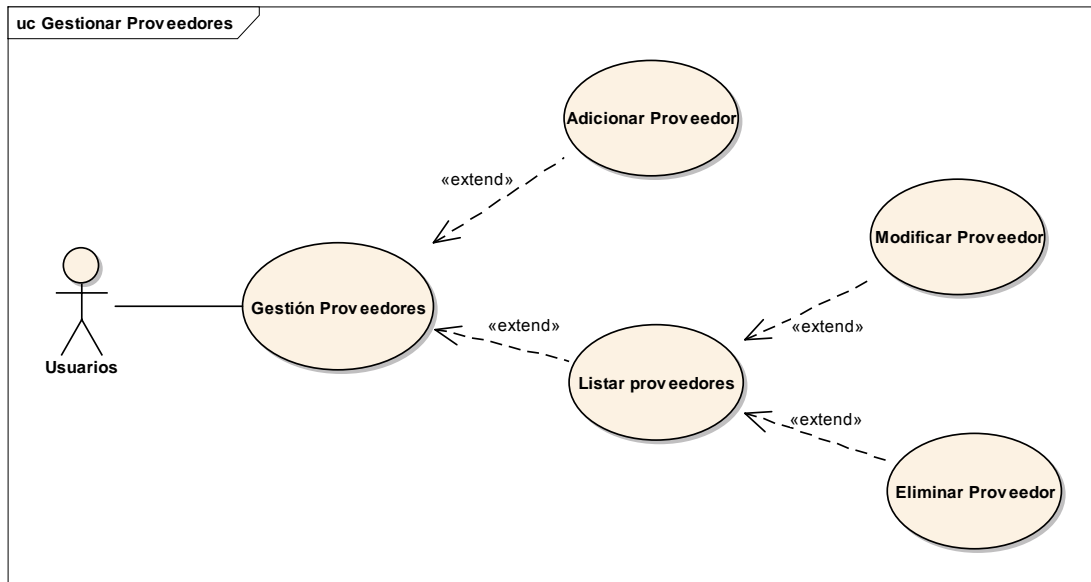 uc Gestionar Proveedores
Adicionar Proveedor
«extend»
Modificar Proveedor
Gestión Proveedores
«extend»
«extend»
Usuarios
Listar proveedores
«extend»
Eliminar Proveedor